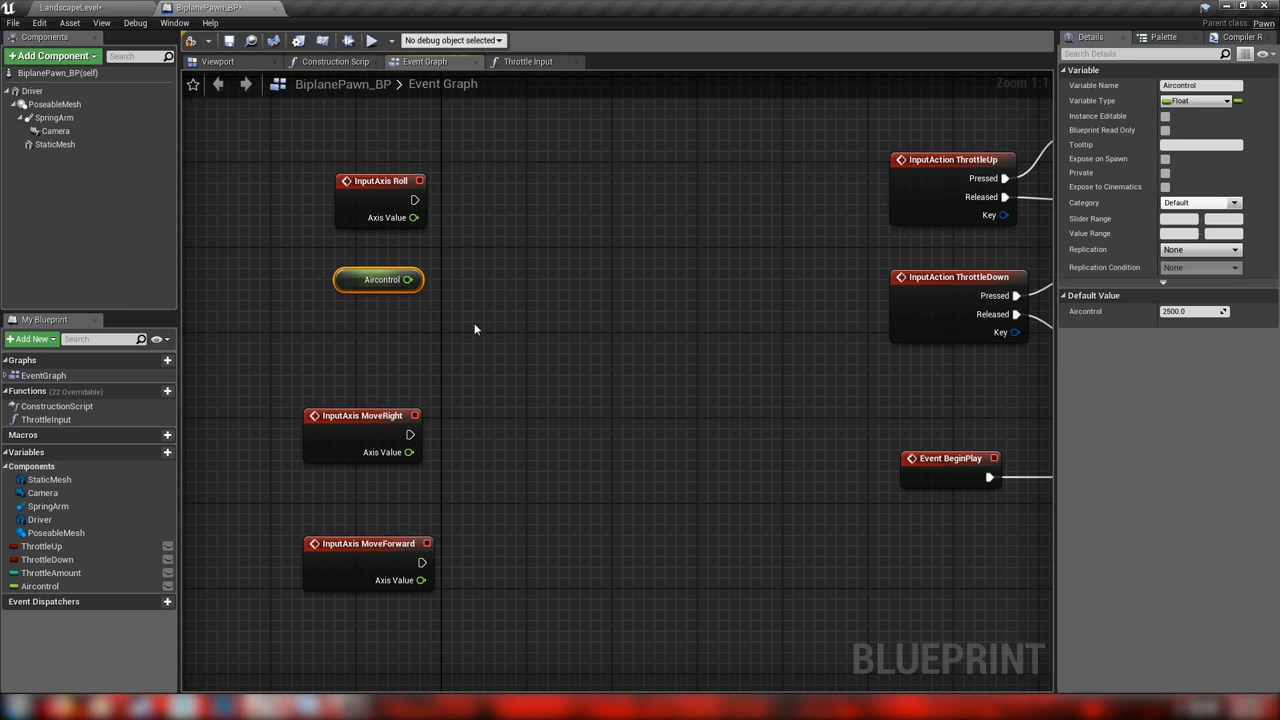 LandscapeLevel*
BiplanePawn_BP*
File Edit Asset View Debug Window Help
Parent class: Pawn
Components
+ Add Component
Search
BiplanePawn_BP(self)
Driver
PoseableMesh
SpringArm
Camera
StaticMesh
No debug object selected
Viewport
Construction Scrip
Event Graph
Throttle Input
BiplanePawn_BP > Event Graph
Zoom 1:1
InputAxis Roll
Axis Value
Aircontrol
InputAxis MoveRight
Axis Value
InputAxis MoveForward
Axis Value
InputAction ThrottleUp
Pressed
Released
Key
InputAction ThrottleDown
Pressed
Released
Key
Event BeginPlay
BLUEPRINT
My Blueprint
+ Add New
Search
Graphs
EventGraph
Functions (22 Overridable)
ConstructionScript
ThrottleInput
Macros
Variables
Components
StaticMesh
Camera
SpringArm
Driver
PoseableMesh
ThrottleUp
ThrottleDown
ThrottleAmount
Aircontrol
Event Dispatchers
Details
Palette
Compiler R
Search Details
Variable
Variable Name Aircontrol
Variable Type Float
Instance Editable
Blueprint Read Only
Tooltip
Expose on Spawn
Private
Expose to Cinematics
Category Default
Slider Range
Value Range
Replication None
Replication Condition None
Default Value
Aircontrol 2500.0